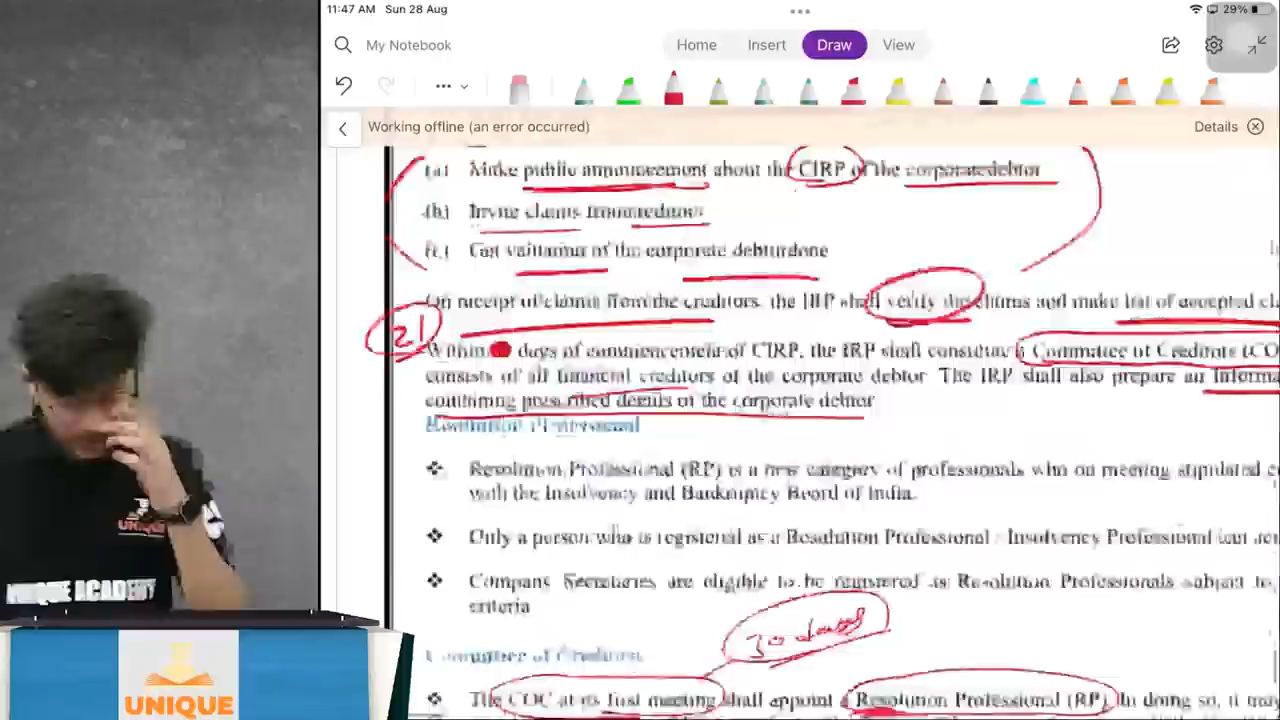 11:47 AM Sun 28 Aug
29%
My Notebook
Home Insert Draw View
Working offline (an error occurred)
Details
(a) Make public announcement about the CIRP of the corporatedebtor
(b) Invite claims from
(c) Get of the corporate debtordone
On receipt of claims from the creditors, the IRP shall verify the claims and make list of accepted cl
21
Within days of commencement of CIRP, the IRP shall constitute a Committee of Creditors (CO
consists of all financial creditors of the corporate debtor The IRP shall also prepare an Informa
containing prescribed details of the corporate debtor
Resolution Professional
❖ Resolution Professional (RP) is a new category of professionals who on meeting stipulated
with the Insolvency and Bankruptcy Board of India.
❖ Only a person who is registered as a Resolution Professional / Insolvency Professional can
❖ Company Secretaries are eligible to be registered as Resolution Professionals subject to
criteria
30 days
Committee of Creditors
❖ The COC at its first meeting shall appoint a Resolution Professional (RP) In doing so, it
UNIQUE
UNIQUE ACADEMY
UNIQUE